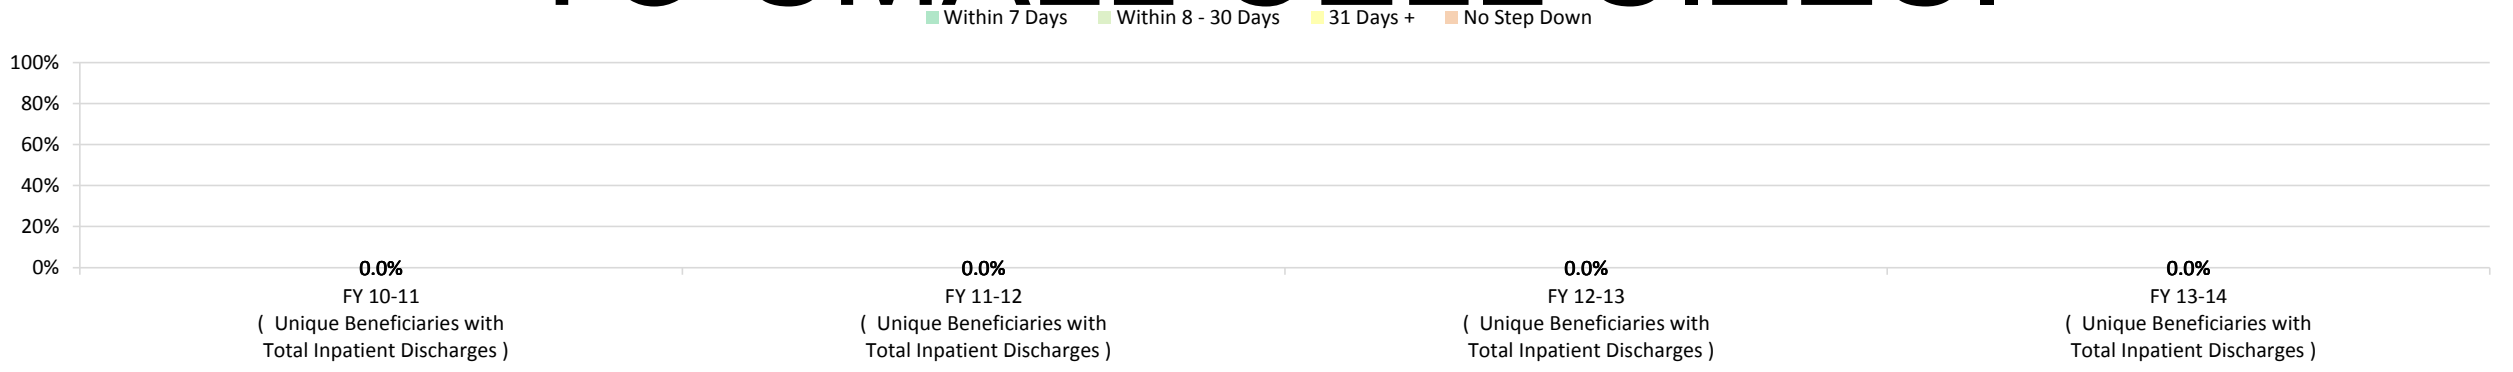 Within 7 Days Within 8 - 30 Days 31 Days + No Step Down
100%
80%
60%
40%
20%
0%
0.0% 0.0% 0.0% 0.0%
FY 10-11 FY 11-12 FY 12-13 FY 13-14
( Unique Beneficiaries with ( Unique Beneficiaries with ( Unique Beneficiaries with ( Unique Beneficiaries with
Total Inpatient Discharges ) Total Inpatient Discharges ) Total Inpatient Discharges ) Total Inpatient Discharges )